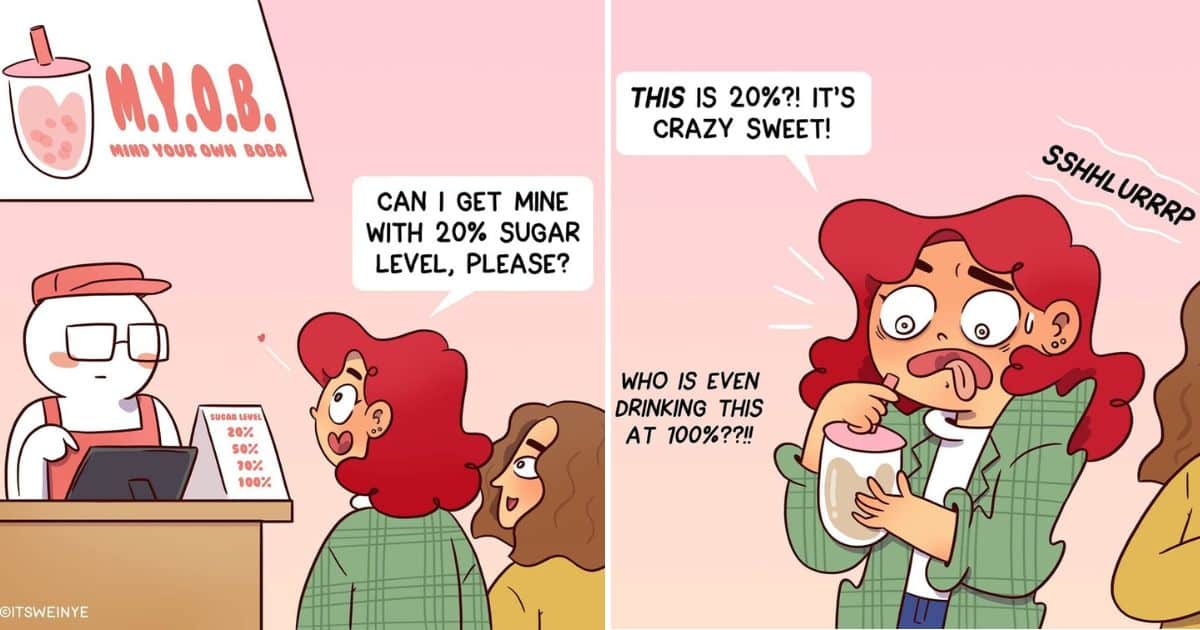 M.Y.O.B.
MIND YOUR OWN BOBA
CAN I GET MINE
WITH 20% SUGAR
LEVEL, PLEASE?
SUGAR LEVEL
20%
50%
70%
100%
©ITSWEINYE
THIS IS 20%?! IT'S
CRAZY SWEET!
SSHHLURRRP
WHO IS EVEN
DRINKING THIS
AT 100%??!!